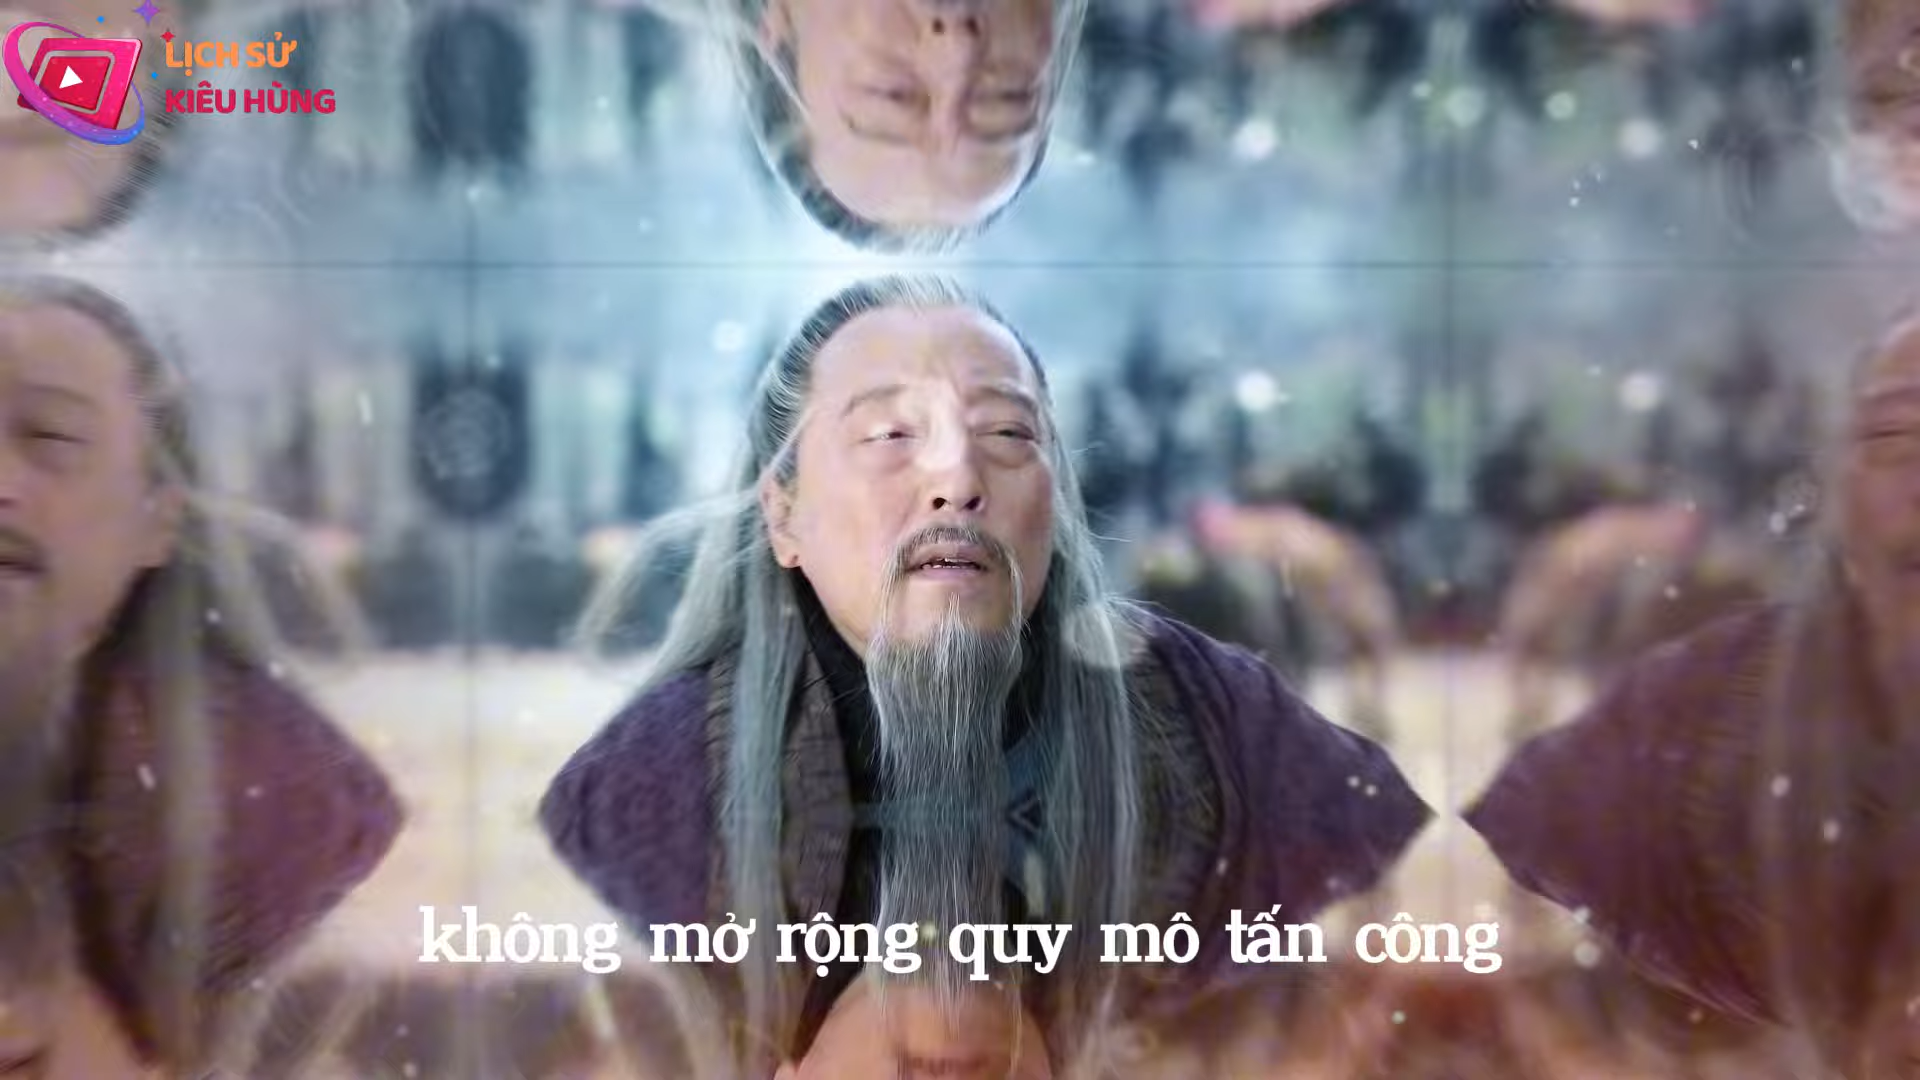 LỊCH SỬ
KIÊU HÙNG
không mở rộng quy mô tấn công